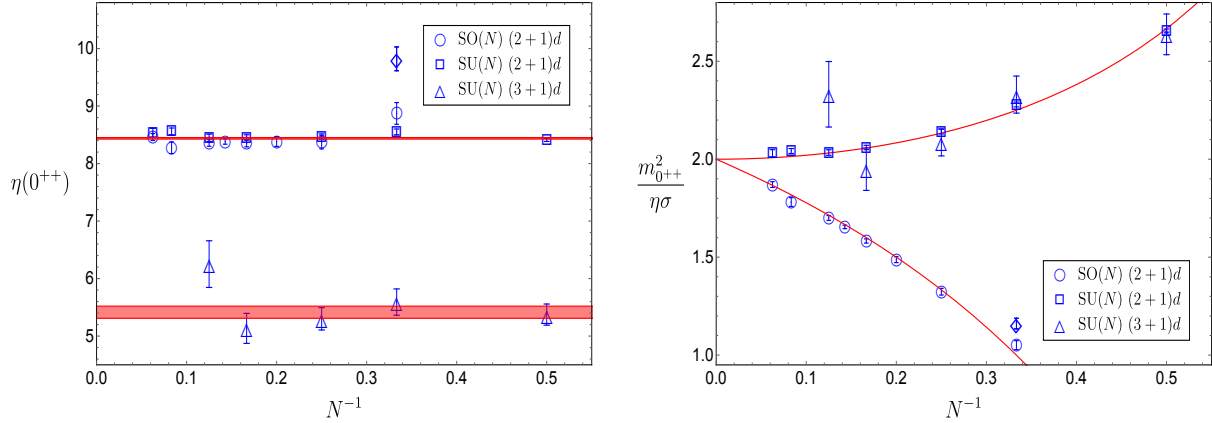 10
9
8
7
6
5
η(0⁺⁺)
0.0 0.1 0.2 0.3 0.4 0.5
N⁻¹
SO(N) (2 + 1)d
SU(N) (2 + 1)d
SU(N) (3 + 1)d
2.5
2.0
1.5
1.0
m²₀₊₊
ησ
0.0 0.1 0.2 0.3 0.4 0.5
N⁻¹
SO(N) (2 + 1)d
SU(N) (2 + 1)d
SU(N) (3 + 1)d